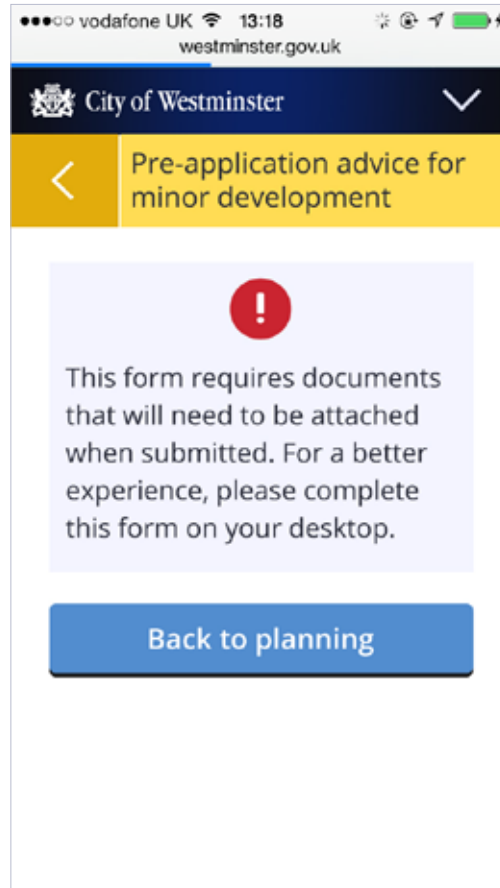 vodafone UK 13:18
westminster.gov.uk
City of Westminster
Pre-application advice for
minor development
!
This form requires documents
that will need to be attached
when submitted. For a better
experience, please complete
this form on your desktop.
Back to planning